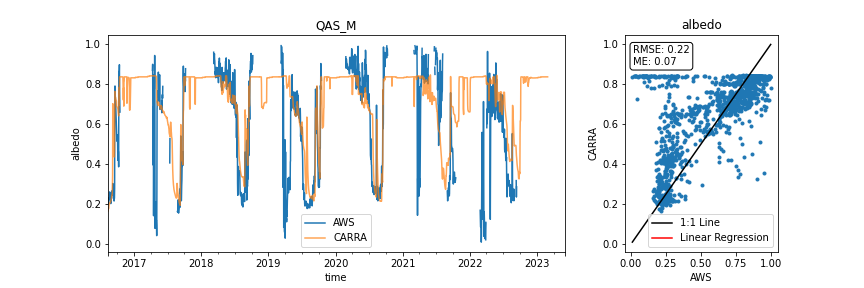 QAS_M
albedo
1.0
0.8
0.6
0.4
0.2
0.0
albedo
2017
2018
2019
2020
2021
2022
2023
time
AWS
CARRA
albedo
RMSE: 0.22
ME: 0.07
1.0
0.8
0.6
0.4
0.2
0.0
CARRA
0.00
0.25
0.50
0.75
1.00
AWS
1:1 Line
Linear Regression